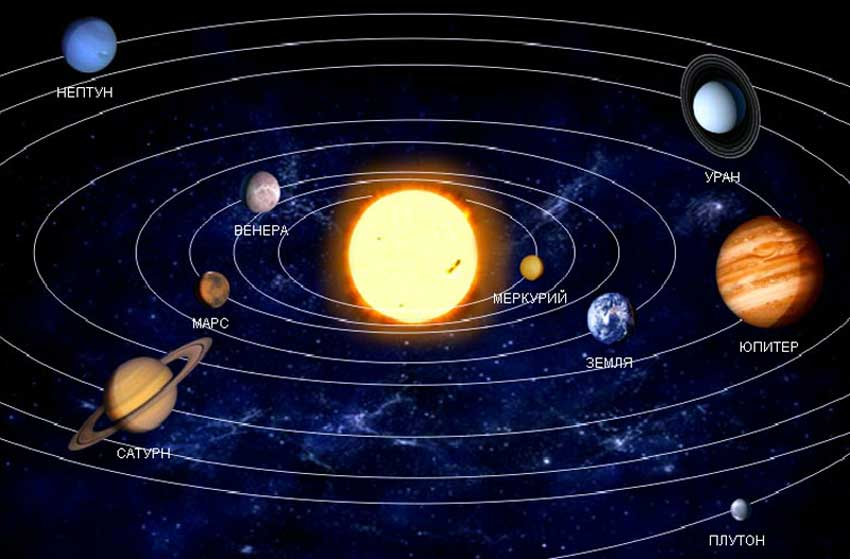 НЕПТУН
УРАН
ВЕНЕРА
МЕРКУРИЙ
МАРС
ЮПИТЕР
ЗЕМЛЯ
САТУРН
ПЛУТОН